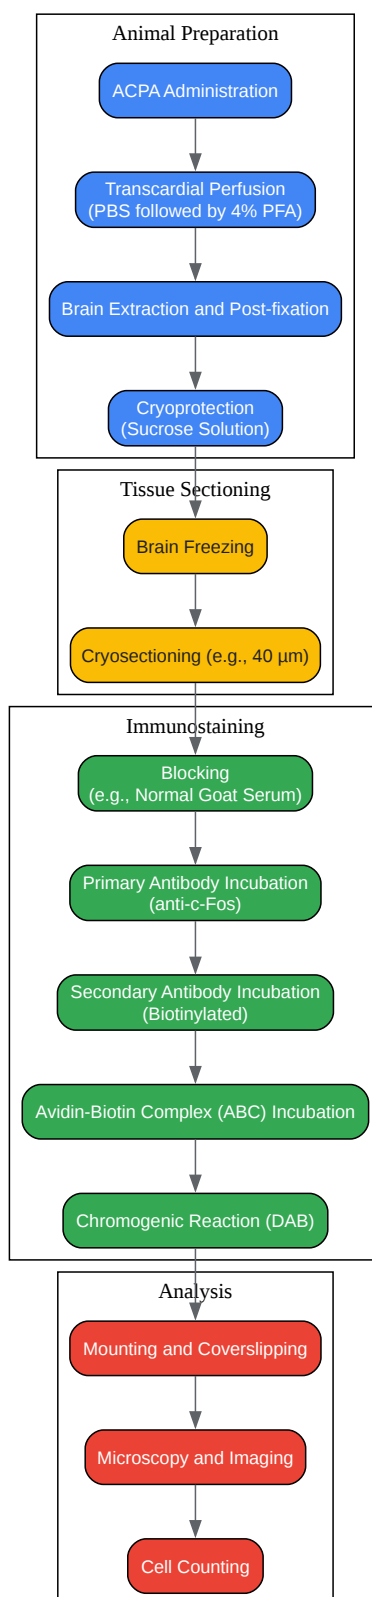 Animal Preparation
ACPA Administration
Transcardial Perfusion
(PBS followed by 4% PFA)
Brain Extraction and Post-fixation
Cryoprotection
(Sucrose Solution)
Tissue Sectioning
Brain Freezing
Cryosectioning (e.g., 40 µm)
Immunostaining
Blocking
(e.g., Normal Goat Serum)
Primary Antibody Incubation
(anti-c-Fos)
Secondary Antibody Incubation
(Biotinylated)
Avidin-Biotin Complex (ABC) Incubation
Chromogenic Reaction (DAB)
Analysis
Mounting and Coverslipping
Microscopy and Imaging
Cell Counting